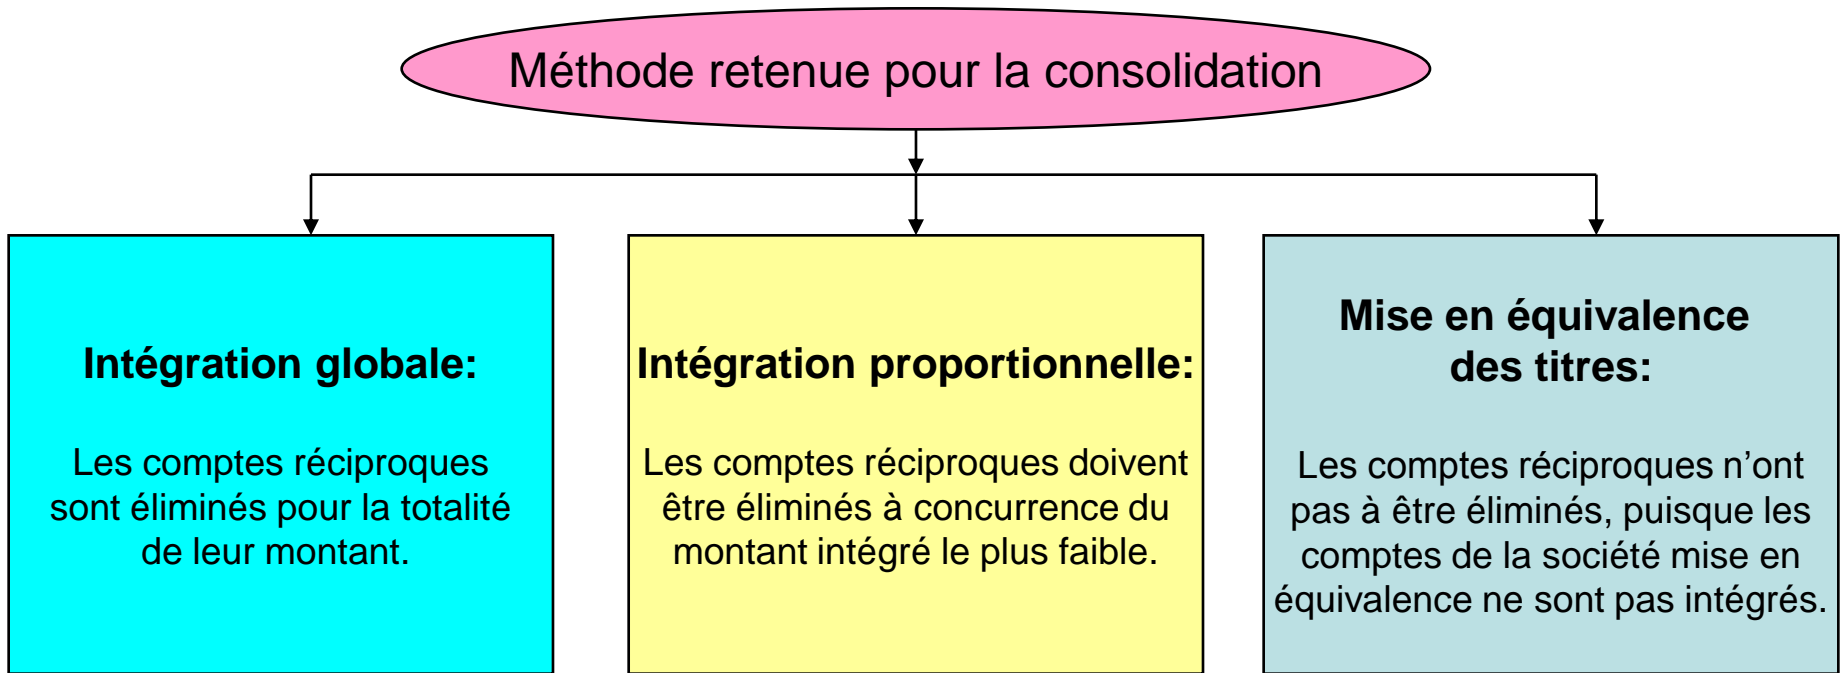 Méthode retenue pour la consolidation
Intégration globale:
Les comptes réciproques
sont éliminés pour la totalité
de leur montant.
Intégration proportionnelle:
Les comptes réciproques doivent
être éliminés à concurrence du
montant intégré le plus faible.
Mise en équivalence
des titres:
Les comptes réciproques n’ont
pas à être éliminés, puisque les
comptes de la société mise en
équivalence ne sont pas intégrés.